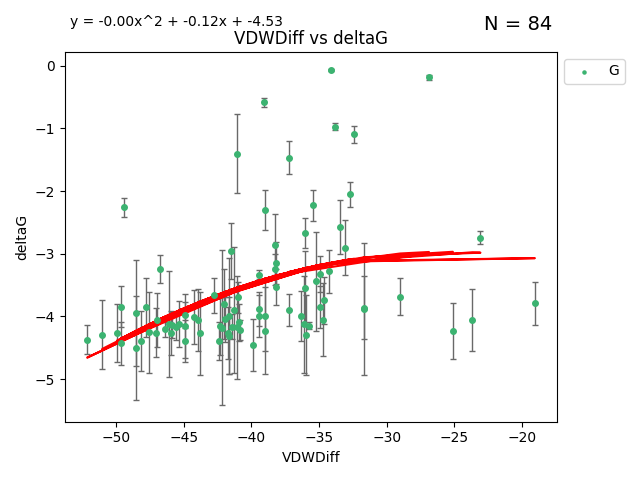 y = -0.00x^2 + -0.12x + -4.53
N = 84
VDWDiff vs deltaG
G
deltaG
0
−1
−2
−3
−4
−5
−50
−45
−40
−35
−30
−25
−20
VDWDiff